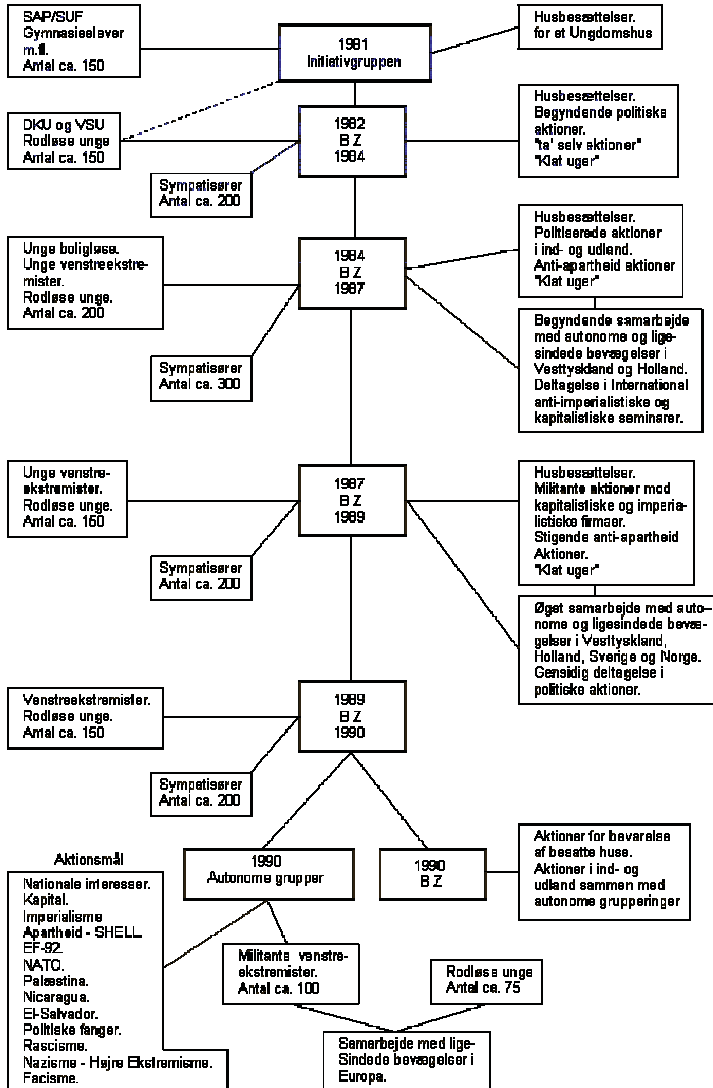 SAP/SUF
Gymnasieelever
m.fl.
Antal ca. 150
1981
Initiativgruppen
Husbesættelser.
for et Ungdomshus
DKU og VSU
Rodløse unge
Antal ca. 150
1982
B Z
1984
Husbesættelser.
Begyndende politiske
aktioner.
"ta' selv aktioner"
"Klat uger"
Sympatisører
Antal ca. 200
Unge boligløse.
Unge venstreekstre-
mister.
Rodløse unge.
Antal ca. 200
1984
B Z
1987
Husbesættelser.
Politiserede aktioner
i ind- og udland.
Anti-apartheid aktioner
"Klat uger"
Sympatisører
Antal ca. 300
Begyndende samarbejde
med autonome og lige-
sindede bevægelser i
Vesttyskland og Holland.
Deltagelse i International
anti-imperialistiske og
kapitalistiske seminarer.
Unge venstre-
ekstremister.
Rodløse unge.
Antal ca. 150
1987
B Z
1989
Husbesættelser.
Militante aktioner mod
kapitalistiske og imperia-
listiske firmaer.
Stigende anti-apartheid
Aktioner.
"Klat uger"
Sympatisører
Antal ca. 200
Øget samarbejde med auto-
nome og ligesindede bevæ-
gelser i Vesttyskland,
Holland, Sverige og Norge.
Gensidig deltagelse i
politiske aktioner.
Venstreekstremister.
Rodløse unge.
Antal ca. 150
1989
B Z
1990
Sympatisører
Antal ca. 200
1990
Autonome grupper
1990
B Z
Aktioner for bevarelse
af besatte huse.
Aktioner i ind- og
udland sammen med
autonome grupperinger
Aktionsmål
Nationale interesser.
Kapital.
Imperialisme
Apartheid - SHELL.
EF-92.
NATO.
Palæstina.
Nicaragua.
El-Salvador.
Politiske fanger.
Rascisme.
Nazisme - Højre Ekstremisme.
Facisme.
Militante venstre-
ekstremister.
Antal ca. 100
Rodløse unge
Antal ca. 75
Samarbejde med lige-
Sindede bevægelser i
Europa.